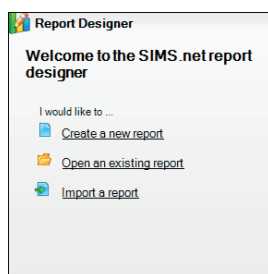 Report Designer
Welcome to the SIMS.net report
designer
I would like to ...
Create a new report
Open an existing report
Import a report